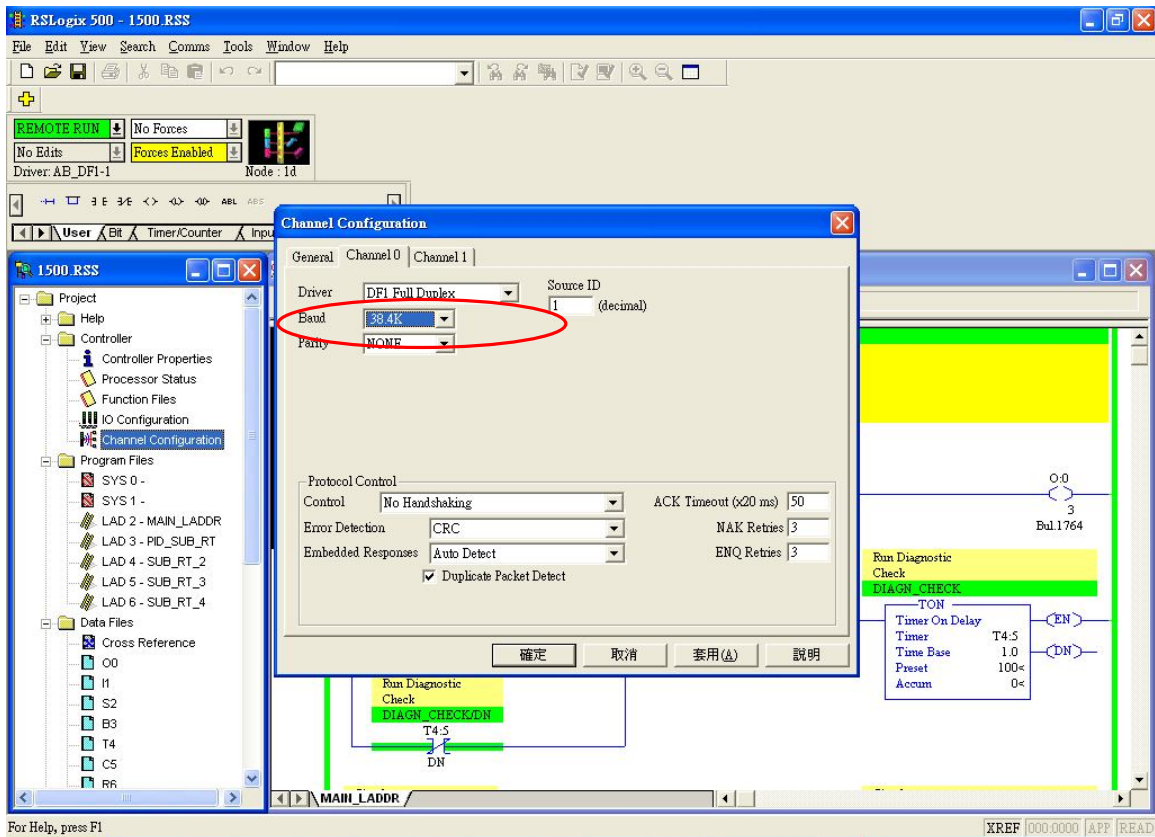 RSLogix 500 - 1500.RSS
File Edit View Search Comms Tools Window Help
REMOTE RUN No Forces
No Edits Forces Enabled
Driver: AB_DF1-1 Node : 1d
ABL ABS
User Bit Timer/Counter Inpu
1500.RSS
Project
Help
Controller
Controller Properties
Processor Status
Function Files
IO Configuration
Channel Configuration
Program Files
SYS 0 -
SYS 1 -
LAD 2 - MAIN_LADDR
LAD 3 - PID_SUB_RT
LAD 4 - SUB_RT_2
LAD 5 - SUB_RT_3
LAD 6 - SUB_RT_4
Data Files
Cross Reference
O0
I1
S2
B3
T4
C5
R6
Channel Configuration
General Channel 0 Channel 1
Driver DF1 Full Duplex
Source ID
1 (decimal)
Baud 38.4K
Parity NONE
Protocol Control
Control No Handshaking
ACK Timeout (x20 ms) 50
Error Detection CRC
NAK Retries 3
Embedded Responses Auto Detect
ENQ Retries 3
Duplicate Packet Detect
確定 取消 套用(A) 說明
O:0
3
Bul.1764
Run Diagnostic
Check
DIAGN_CHECK
TON
Timer On Delay
Timer T4:5
Time Base 1.0
Preset 100<
Accum 0<
EN
DN
Run Diagnostic
Check
DIAGN_CHECK/DN
T4:5
DN
MAIN_LADDR
For Help, press F1
XREF 000:0000 APP READ